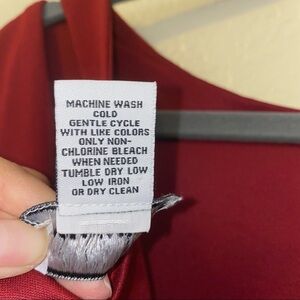 MACHINE WASH
COLD
GENTLE CYCLE
WITH LIKE COLORS
ONLY NON-
CHLORINE BLEACH
WHEN NEEDED
TUMBLE DRY LOW
LOW IRON
OR DRY CLEAN